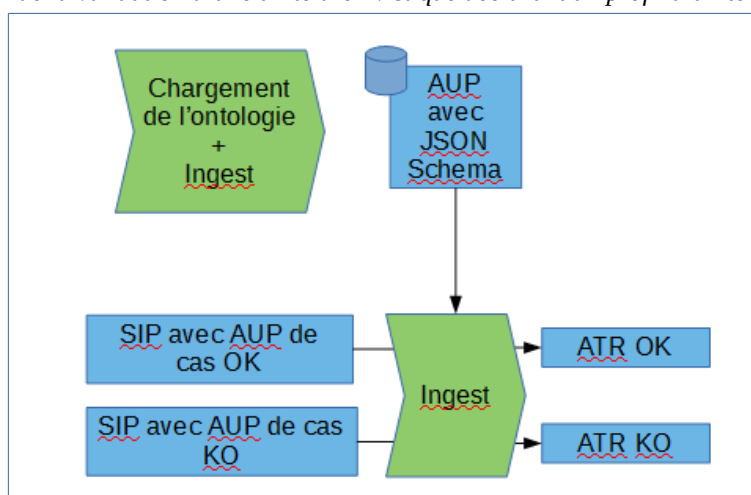 Chargement
de l'ontologie
+
Ingest
AUP
avec
JSON
Schema
SIP avec AUP de
cas OK
Ingest
ATR OK
SIP avec AUP de cas
KO
ATR KO